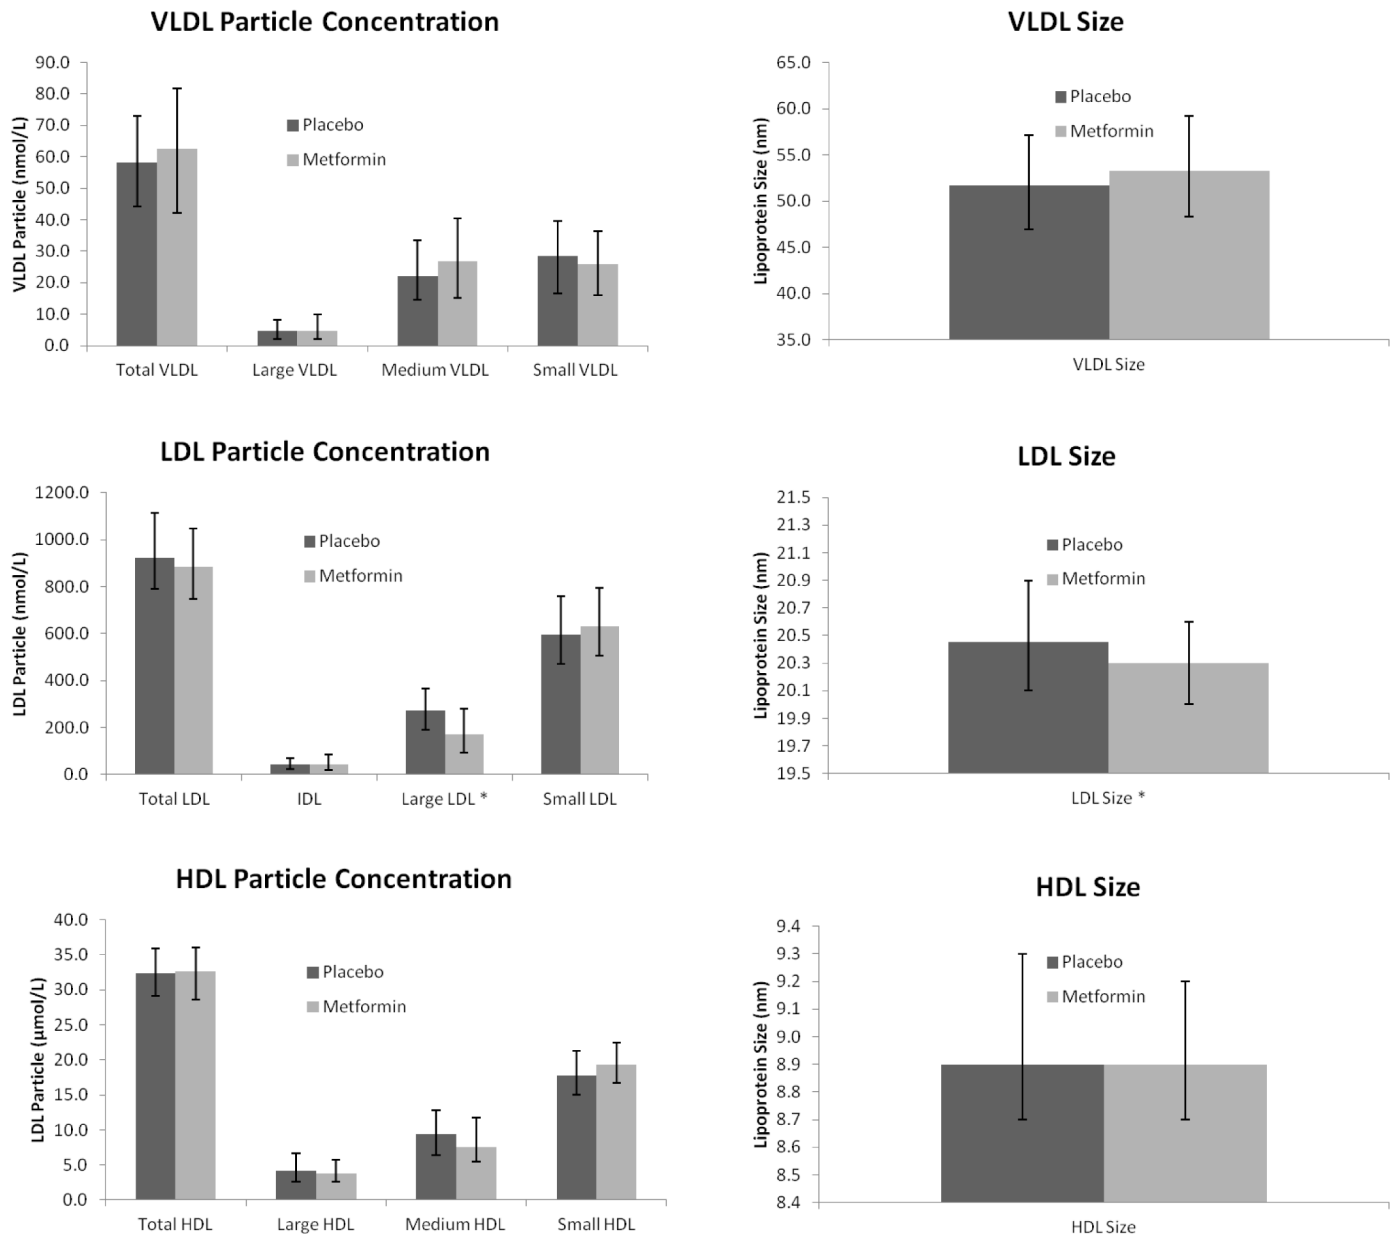 VLDL Particle Concentration
VLDL Particle (nmol/L)
90.0
80.0
70.0
60.0
50.0
40.0
30.0
20.0
10.0
0.0
Placebo
Metformin
Total VLDL Large VLDL Medium VLDL Small VLDL
VLDL Size
Lipoprotein Size (nm)
65.0
60.0
55.0
50.0
45.0
40.0
35.0
Placebo
Metformin
VLDL Size
LDL Particle Concentration
LDL Particle (nmol/L)
1200.0
1000.0
800.0
600.0
400.0
200.0
0.0
Placebo
Metformin
Total LDL IDL Large LDL * Small LDL
LDL Size
Lipoprotein Size (nm)
21.5
21.3
21.1
20.9
20.7
20.5
20.3
20.1
19.9
19.7
19.5
Placebo
Metformin
LDL Size *
HDL Particle Concentration
LDL Particle (µmol/L)
40.0
35.0
30.0
25.0
20.0
15.0
10.0
5.0
0.0
Placebo
Metformin
Total HDL Large HDL Medium HDL Small HDL
HDL Size
Lipoprotein Size (nm)
9.4
9.3
9.2
9.1
9.0
8.9
8.8
8.7
8.6
8.5
8.4
Placebo
Metformin
HDL Size